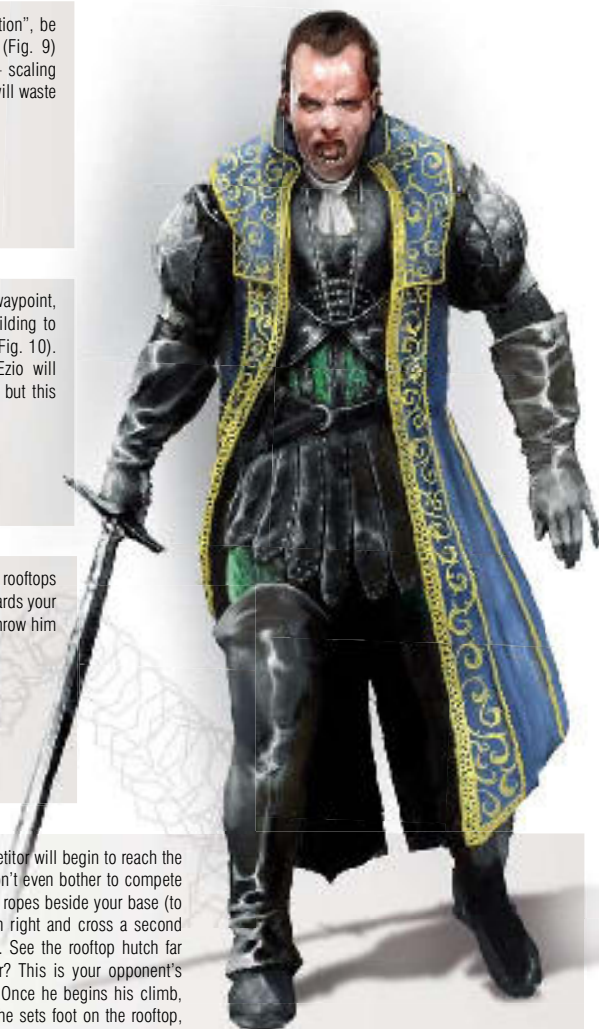 tion”, be
(Fig. 9)
scaling
will waste
waypoint,
ilding to
Fig. 10).
Ezio will
but this
rooftops
ards your
hrow him
etitor will begin to reach the
on’t even bother to compete
ropes beside your base (to
n right and cross a second
. See the rooftop hutch far
r? This is your opponent’s
Once he begins his climb,
he sets foot on the rooftop,